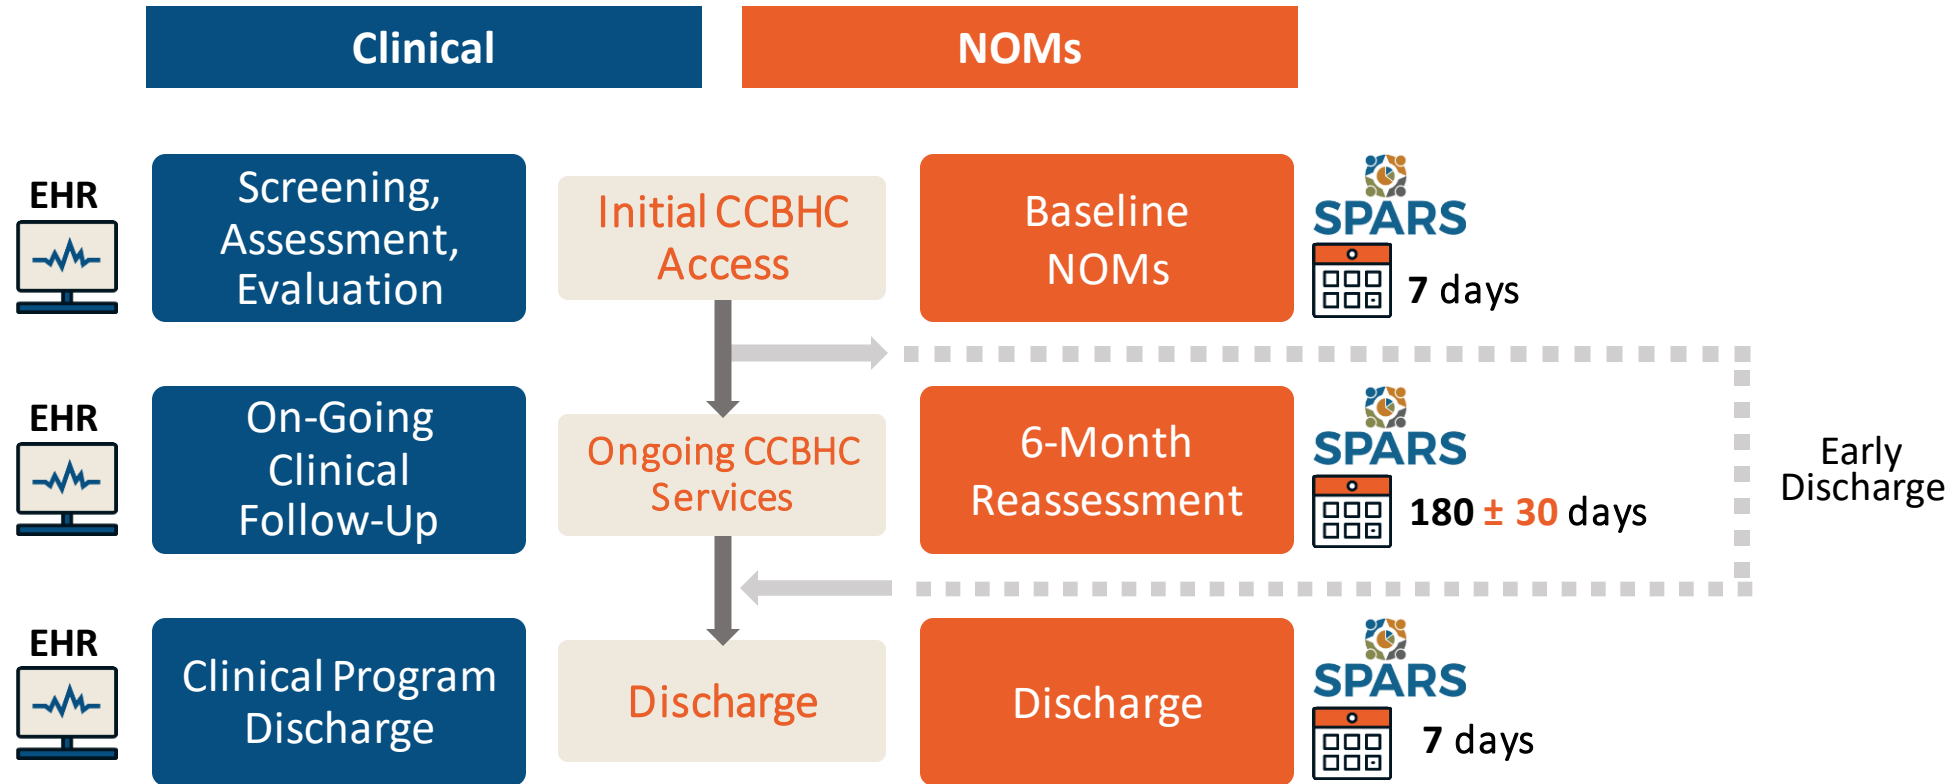 Clinical
NOMs
EHR
Screening,
Assessment,
Evaluation
Initial CCBHC
Access
Baseline
NOMs
SPARS
7 days
EHR
On-Going
Clinical
Follow-Up
Ongoing CCBHC
Services
6-Month
Reassessment
SPARS
180 ± 30 days
Early
Discharge
EHR
Clinical Program
Discharge
Discharge
Discharge
SPARS
7 days